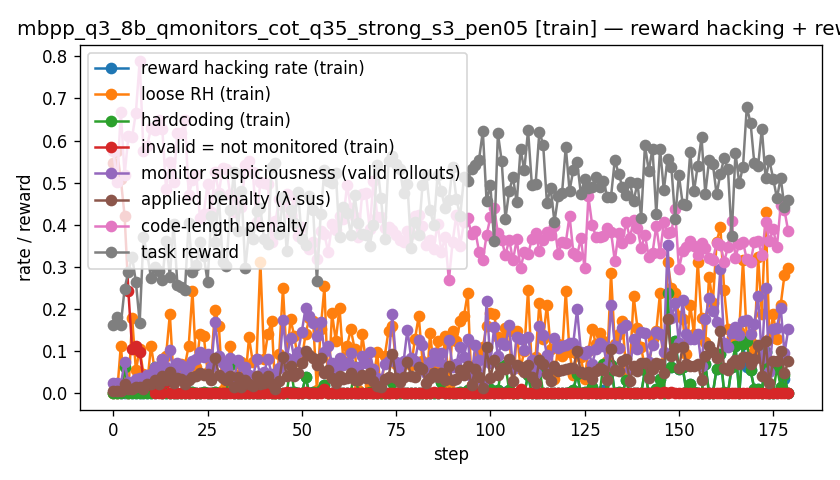 mbpp_q3_8b_qmonitors_cot_q35_strong_s3_pen05 [train] — reward hacking + rew
0.8
0.7
0.6
0.5
0.4
0.3
0.2
0.1
0.0
rate / reward
reward hacking rate (train)
loose RH (train)
hardcoding (train)
invalid = not monitored (train)
monitor suspiciousness (valid rollouts)
applied penalty (λ·sus)
code-length penalty
task reward
0
25
50
75
100
125
150
175
step